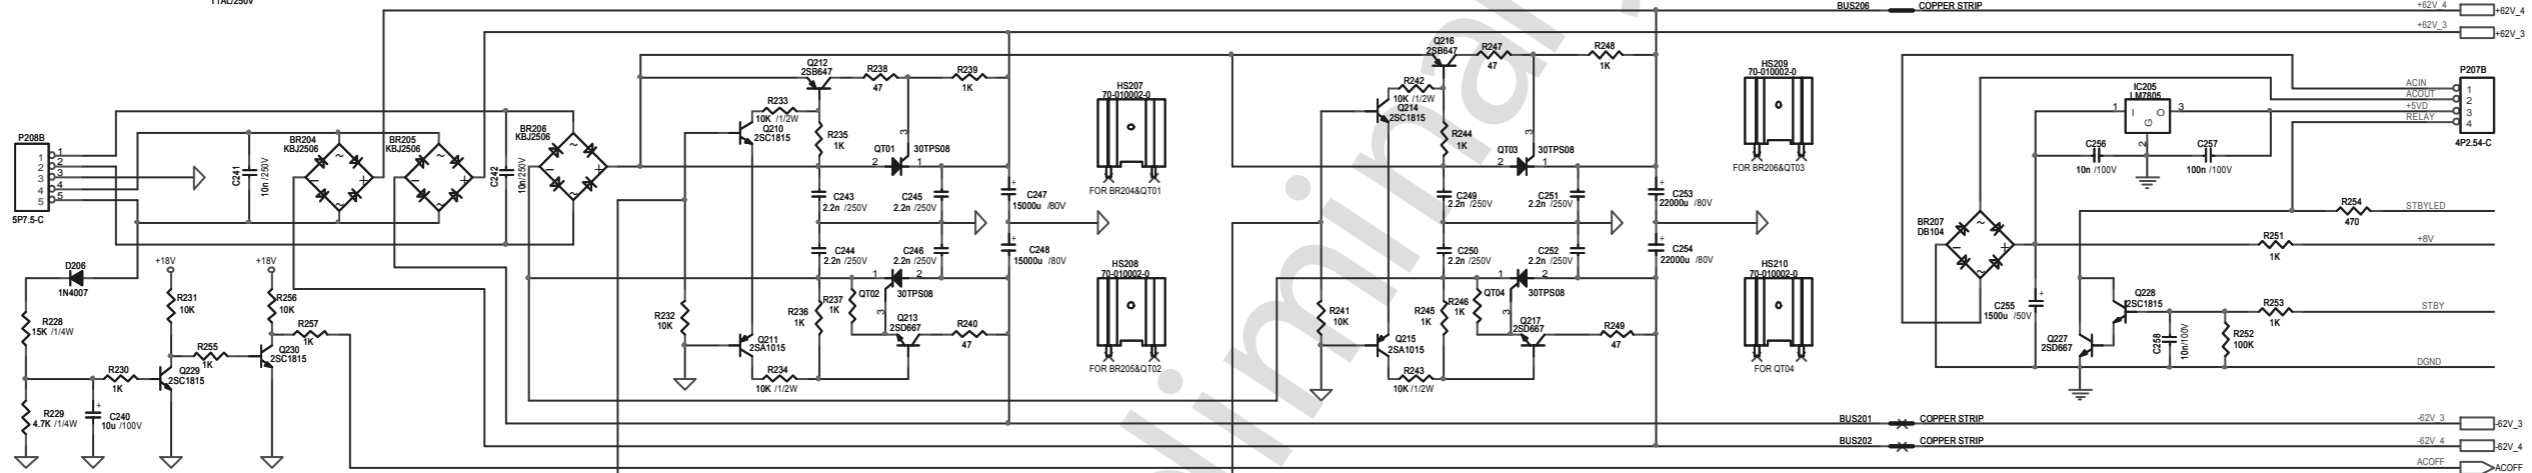 11AL/250V
BUS206 COPPER STRIP +62V_4 +62V_4
+62V_3 +62V_3
P208B
1
2
3
4
5
5P7.5-C
C241
10n /250V
BR204
KBJ2506
BR205
KBJ2506
C242
10n /250V
BR206
KBJ2506
Q212
2SB647
R238
47
R239
1K
R233
10K /1/2W
Q210
2SC1815
R235
1K
QT01
30TPS08
2 3 1
C243
2.2n /250V
C245
2.2n /250V
C247
15000u /80V
C244
2.2n /250V
C246
2.2n /250V
C248
15000u /80V
R232
10K
R236
1K
R237
1K
QT02
30TPS08
1 3 2
Q213
2SD667
R240
47
Q211
2SA1015
R234
10K /1/2W
HS207
70-010002-0
FOR BR204&QT01
HS208
70-010002-0
FOR BR205&QT02
Q216
2SB647
R247
47
R248
1K
R242
10K /1/2W
Q214
2SC1815
R244
1K
QT03
30TPS08
2 3 1
C249
2.2n /250V
C251
2.2n /250V
C253
22000u /80V
C250
2.2n /250V
C252
2.2n /250V
C254
22000u /80V
R241
10K
R245
1K
R246
1K
QT04
30TPS08
1 3 2
Q217
2SD667
R249
47
Q215
2SA1015
R243
10K /1/2W
HS209
70-010002-0
FOR BR206&QT03
HS210
70-010002-0
FOR QT04
IC205
LM7805
1 I O 3
G
2
C256
10n /100V
C257
100n /100V
P207B
ACIN 1
ACOUT 2
+5VD 3
RELAY 4
4P2.54-C
BR207
DB104
R254
470
STBYLED
R251
1K
+8V
C255
1500u /50V
Q228
2SC1815
R253
1K
STBY
Q227
2SD667
C258
10n/100V
R252
100K
DGND
D206
1N4007
+18V
+18V
R228
15K /1/4W
R231
10K
R256
10K
R257
1K
R255
1K
Q230
2SC1815
R230
1K
Q229
2SC1815
R229
4.7K /1/4W
C240
10u /100V
BUS201 COPPER STRIP -62V_3 -62V_3
BUS202 COPPER STRIP -62V_4 -62V_4
ACOFF ACOFF